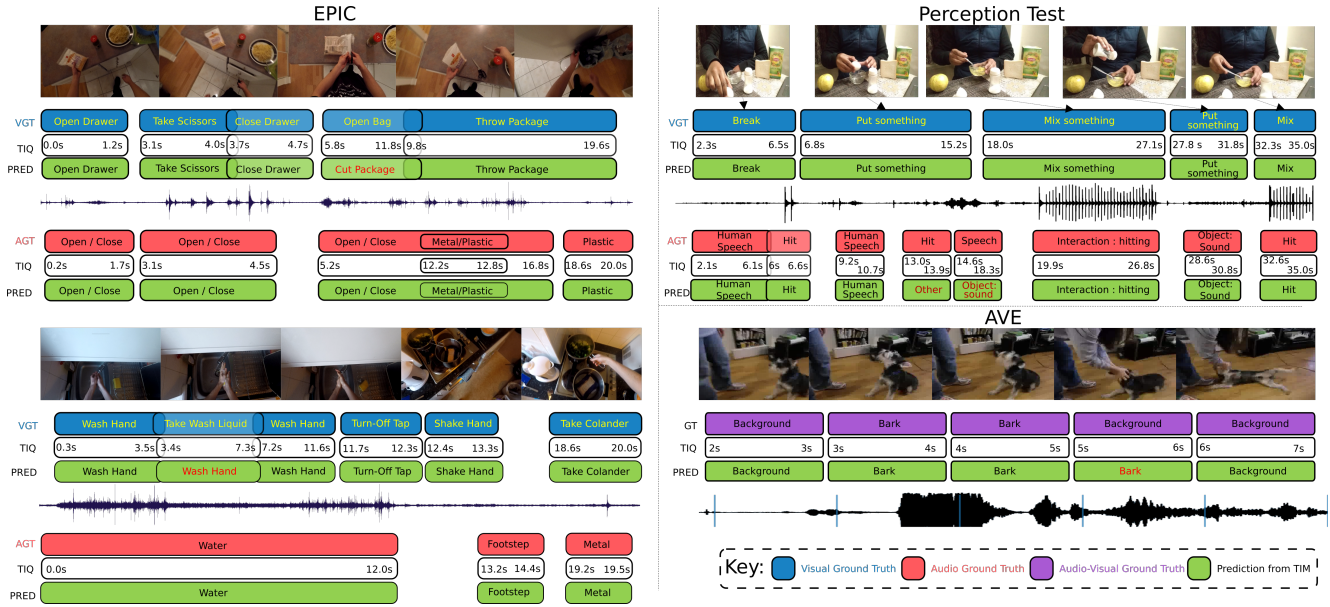 EPIC
VGT Open Drawer Take Scissors Close Drawer Open Bag Throw Package
TIQ 0.0s 1.2s 3.1s 4.0s 3.7s 4.7s 5.8s 11.8s 9.8s 19.6s
PRED Open Drawer Take Scissors Close Drawer Cut Package Throw Package
AGT Open / Close Open / Close Open / Close Metal/Plastic Plastic
TIQ 0.2s 1.7s 3.1s 4.5s 5.2s 12.2s 12.8s 16.8s 18.6s 20.0s
PRED Open / Close Open / Close Open / Close Metal/Plastic Plastic
VGT Wash Hand Take Wash Liquid Wash Hand Turn-Off Tap Shake Hand Take Colander
TIQ 0.3s 3.5s 3.4s 7.3s 7.2s 11.6s 11.7s 12.3s 12.4s 13.3s 18.6s 20.0s
PRED Wash Hand Wash Hand Wash Hand Turn-Off Tap Shake Hand Take Colander
AGT Water Footstep Metal
TIQ 0.0s 12.0s 13.2s 14.4s 19.2s 19.5s
PRED Water Footstep Metal
Perception Test
VGT Break Put something Mix something Put something Mix
TIQ 2.3s 6.5s 6.8s 15.2s 18.0s 27.1s 27.8 s 31.8s 32.3s 35.0s
PRED Break Put something Mix something Put something Mix
AGT Human Speech Hit Human Speech Hit Speech Interaction : hitting Object: Sound Hit
TIQ 2.1s 6.1s 6s 6.6s 9.2s 10.7s 13.0s 13.9s 14.6s 18.3s 19.9s 26.8s 28.6s 30.8s 32.6s 35.0s
PRED Human Speech Hit Human Speech Other Object: sound Interaction : hitting Object: Sound Hit
AVE
GT Background Bark Bark Background Background
TIQ 2s 3s 3s 4s 4s 5s 5s 6s 6s 7s
PRED Background Bark Bark Bark Background
Key: Visual Ground Truth Audio Ground Truth Audio-Visual Ground Truth Prediction from TIM